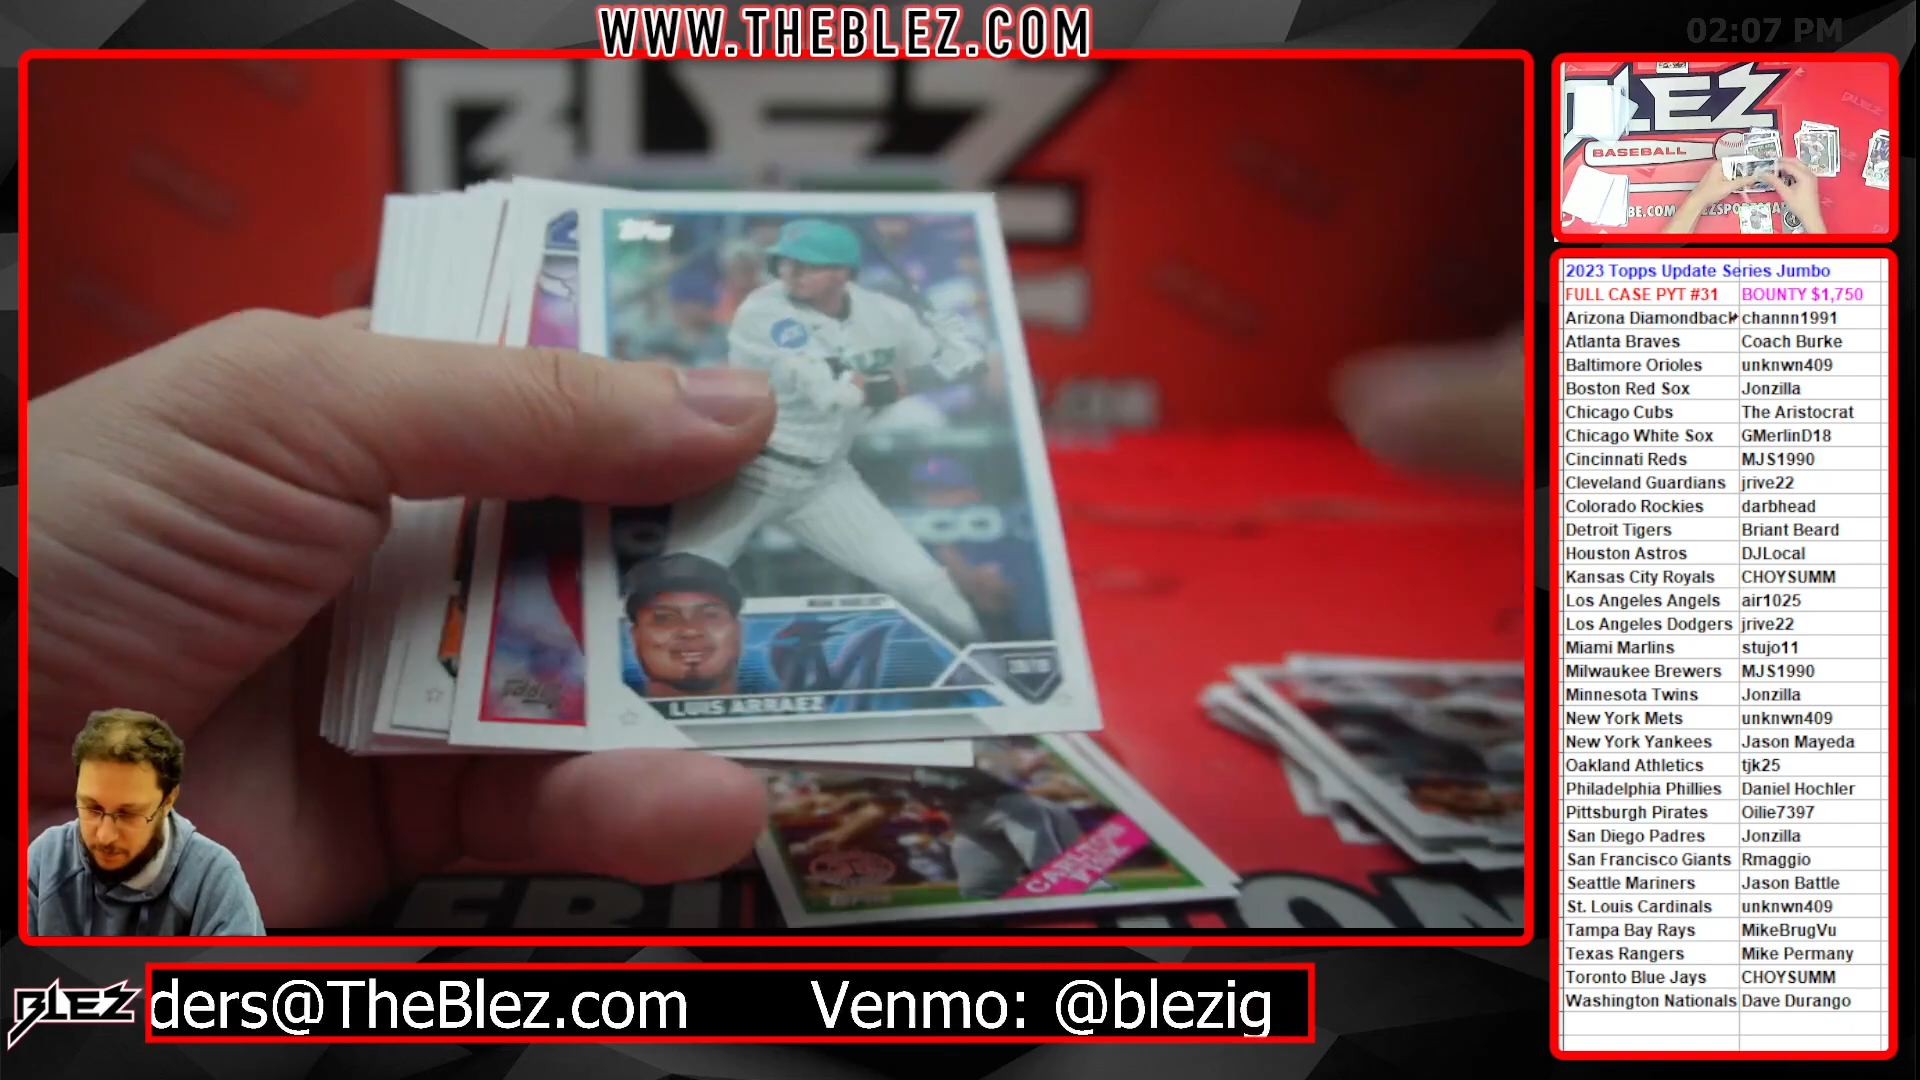 WWW.THEBLEZ.COM
02:07 PM
BLEZ
LEZ
BASEBALL
BE.COM
topps
LUIS ARRAEZ
CARLTON
FISK
2023 Topps Update Series Jumbo
FULL CASE PYT #31 BOUNTY $1,750
Arizona Diamondback channn1991
Atlanta Braves Coach Burke
Baltimore Orioles unknwn409
Boston Red Sox Jonzilla
Chicago Cubs The Aristocrat
Chicago White Sox GMerlinD18
Cincinnati Reds MJS1990
Cleveland Guardians jrive22
Colorado Rockies darbhead
Detroit Tigers Briant Beard
Houston Astros DJLocal
Kansas City Royals CHOYSUMM
Los Angeles Angels air1025
Los Angeles Dodgers jrive22
Miami Marlins stujo11
Milwaukee Brewers MJS1990
Minnesota Twins Jonzilla
New York Mets unknwn409
New York Yankees Jason Mayeda
Oakland Athletics tjk25
Philadelphia Phillies Daniel Hochler
Pittsburgh Pirates Oilie7397
San Diego Padres Jonzilla
San Francisco Giants Rmaggio
Seattle Mariners Jason Battle
St. Louis Cardinals unknwn409
Tampa Bay Rays MikeBrugVu
Texas Rangers Mike Permany
Toronto Blue Jays CHOYSUMM
Washington Nationals Dave Durango
BLEZ
ders@TheBlez.com Venmo: @blezig